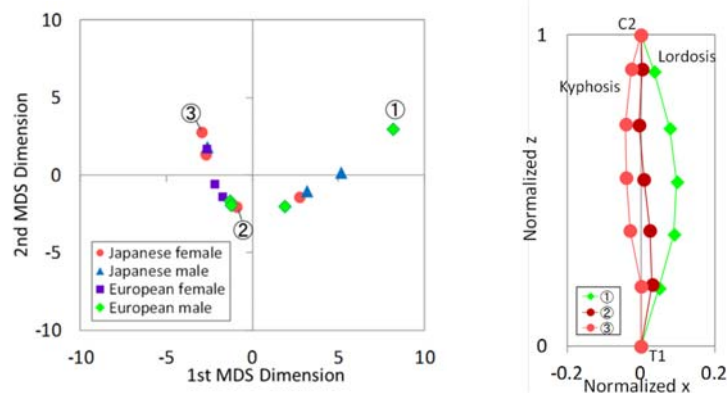 10
5
0
-5
-10
-10
-5
0
5
10
2nd MDS Dimension
1st MDS Dimension
①
②
③
Japanese female
Japanese male
European female
European male
C2
1
Lordosis
Kyphosis
Normalized z
①
②
③
0
T1
-0.2
0
0.2
Normalized x